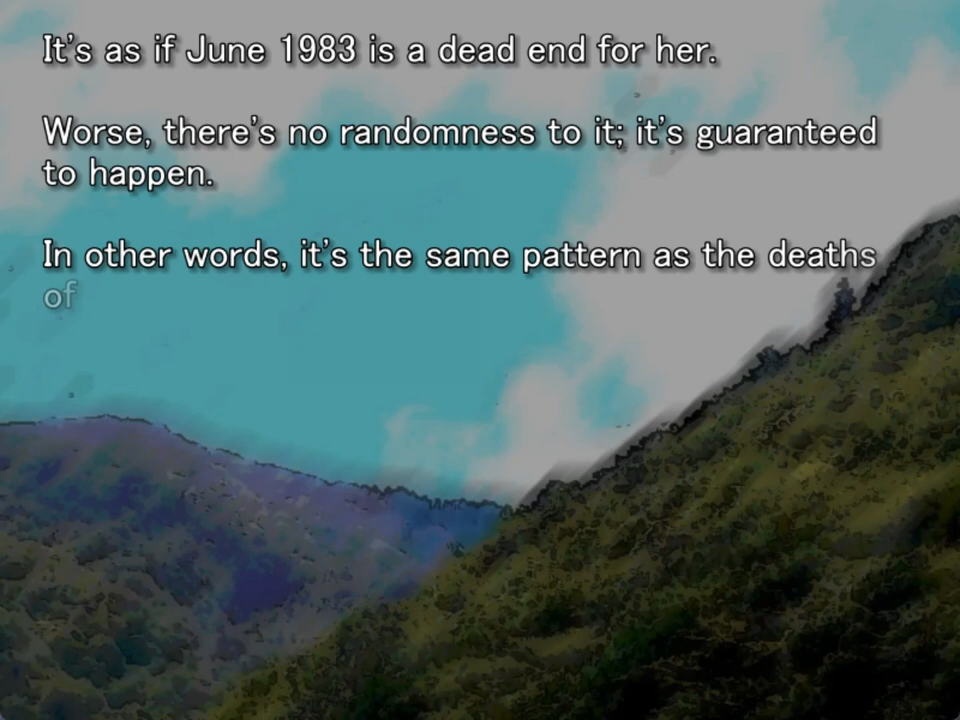 It's as if June 1983 is a dead end for her.
Worse, there's no randomness to it; it's guaranteed
to happen.
In other words, it's the same pattern as the deaths
of